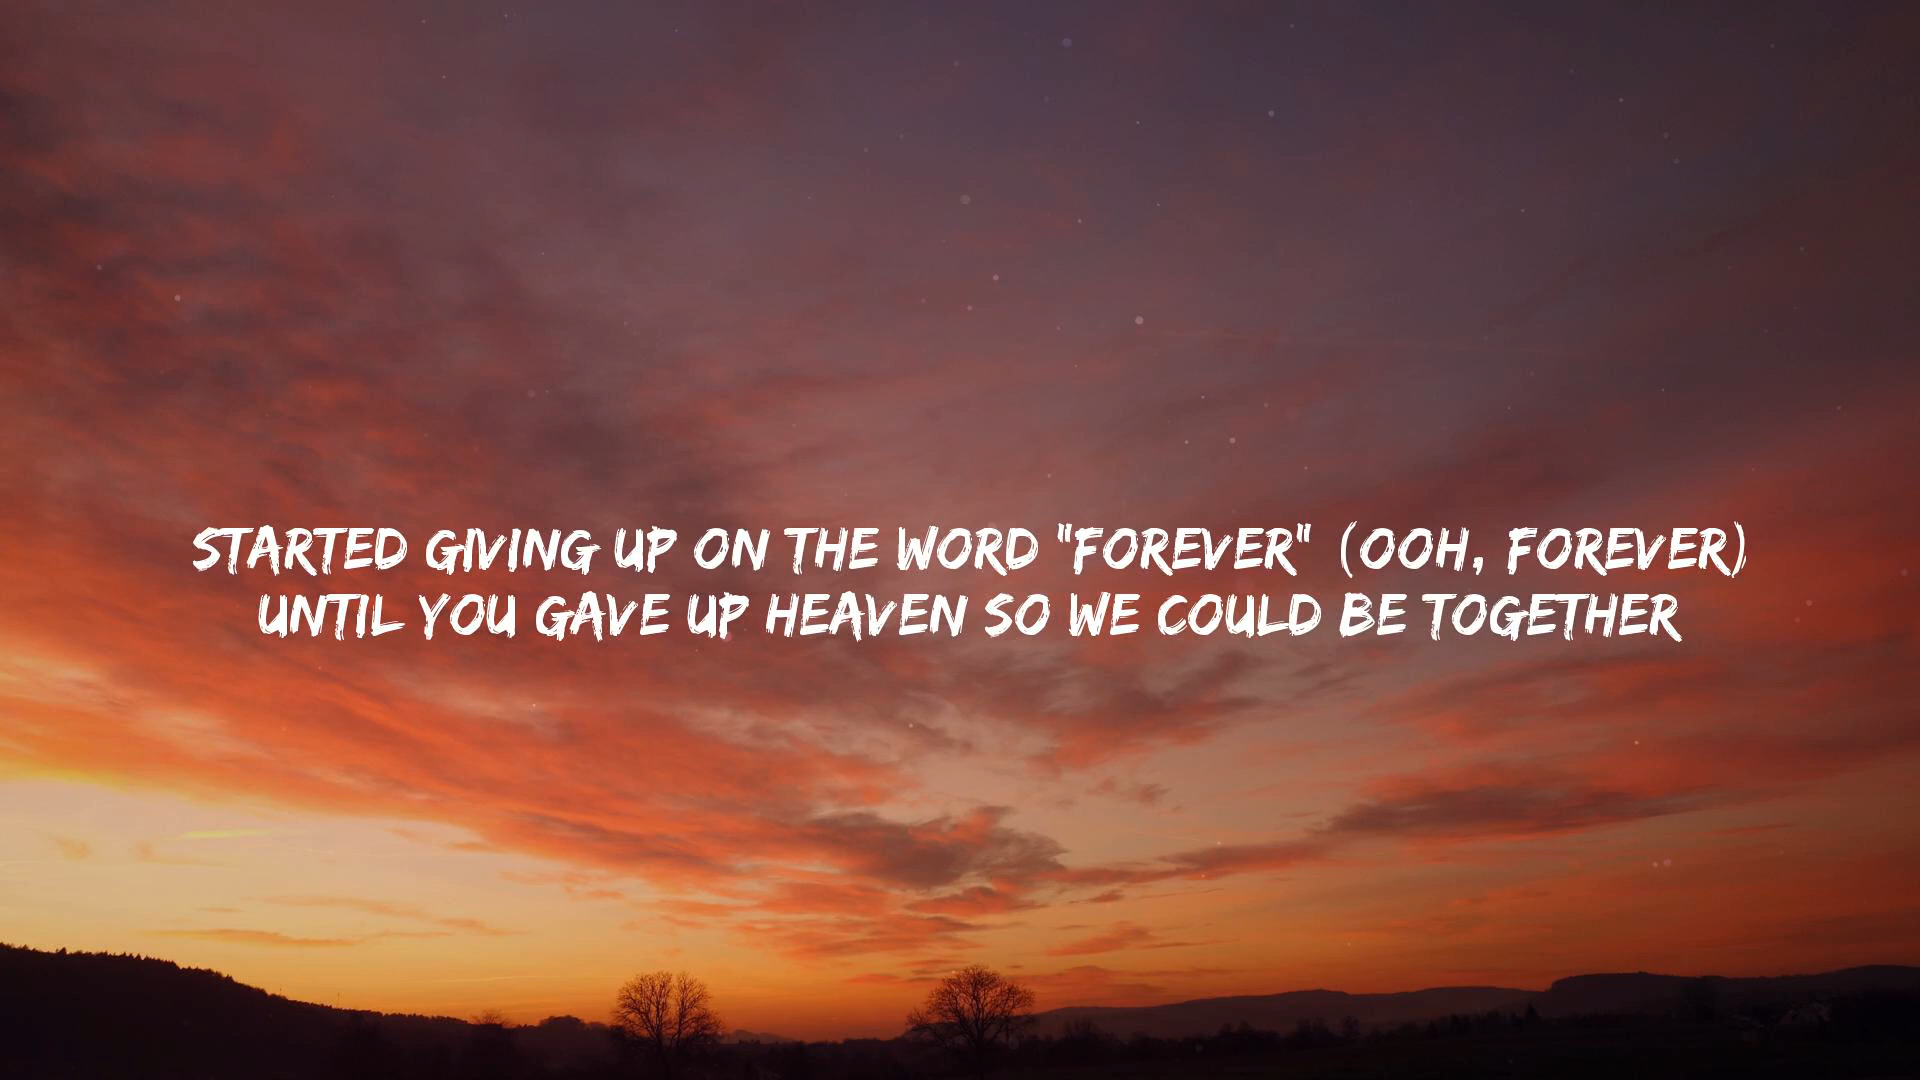 STARTED GIVING UP ON THE WORD "FOREVER" (OOH, FOREVER)
UNTIL YOU GAVE UP HEAVEN SO WE COULD BE TOGETHER